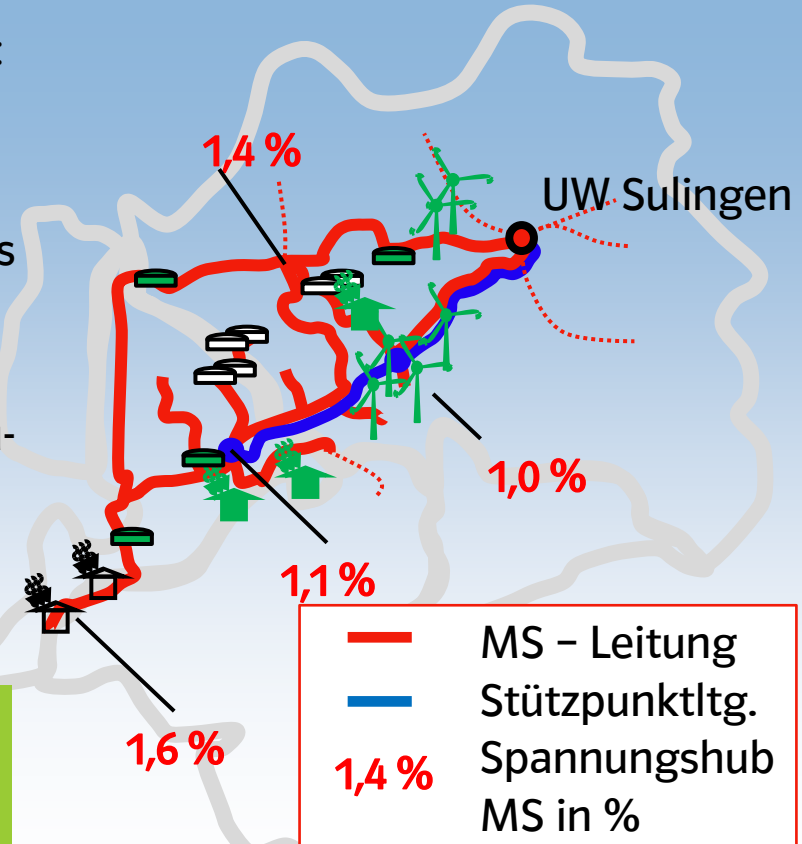 :
1,4 %
UW Sulingen
s
-
1,0 %
1,1 %
1,6 %
MS – Leitung
Stützpunktltg.
1,4 %
Spannungshub
MS in %